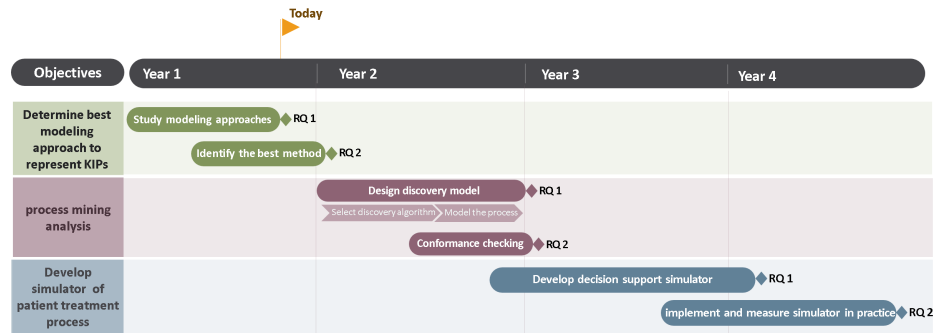 Today
Objectives
Year 1
Year 2
Year 3
Year 4
Determine best
modeling
approach to
represent KIPs
Study modeling approaches
RQ 1
Identify the best method
RQ 2
process mining
analysis
Design discovery model
RQ 1
Select discovery algorithm
Model the process
Conformance checking
RQ 2
Develop
simulator of
patient treatment
process
Develop decision support simulator
RQ 1
implement and measure simulator in practice
RQ 2